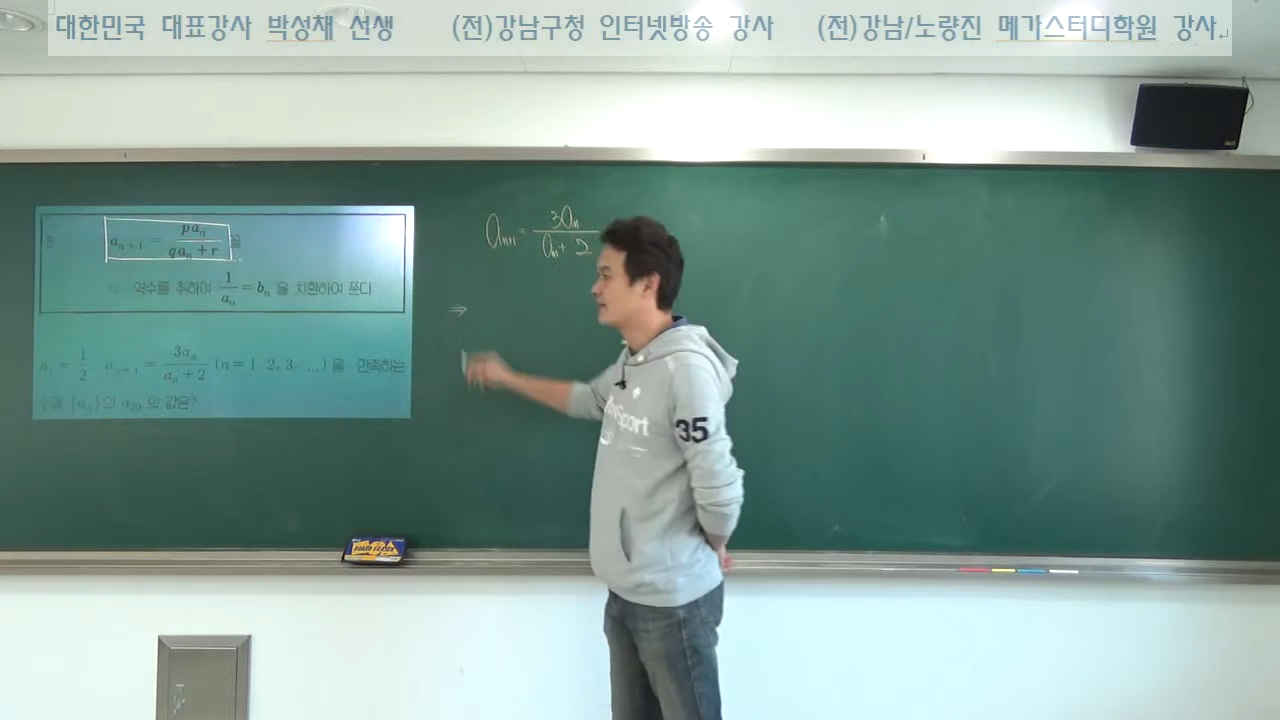 대한민국 대표강사 박성채 선생 (전)강남구청 인터넷방송 강사 (전)강남/노량진 메가스터디학원 강사
a_{n+1} = \frac{pa_n}{qa_n + r} 을
역수를 취하여 \frac{1}{a_n} = b_n 을 치환하여 푼다
a_1 = \frac{1}{2} a_{n+1} = \frac{3a_n}{a_n + 2} (n = 1, 2, 3, …) 을 만족하는
수열 {a_n}의 a_{20} 의 값은?
a_{n+1} = \frac{3a_n}{a_n + 2}
⇒
35